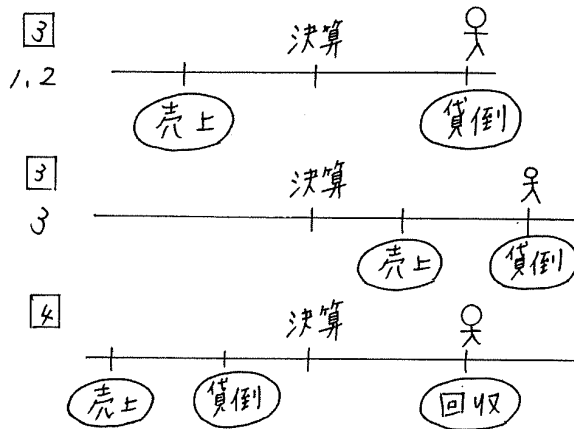 3 決算
1,2
売上 貸倒
3 決算
3
売上 貸倒
4 決算
売上 貸倒 回収